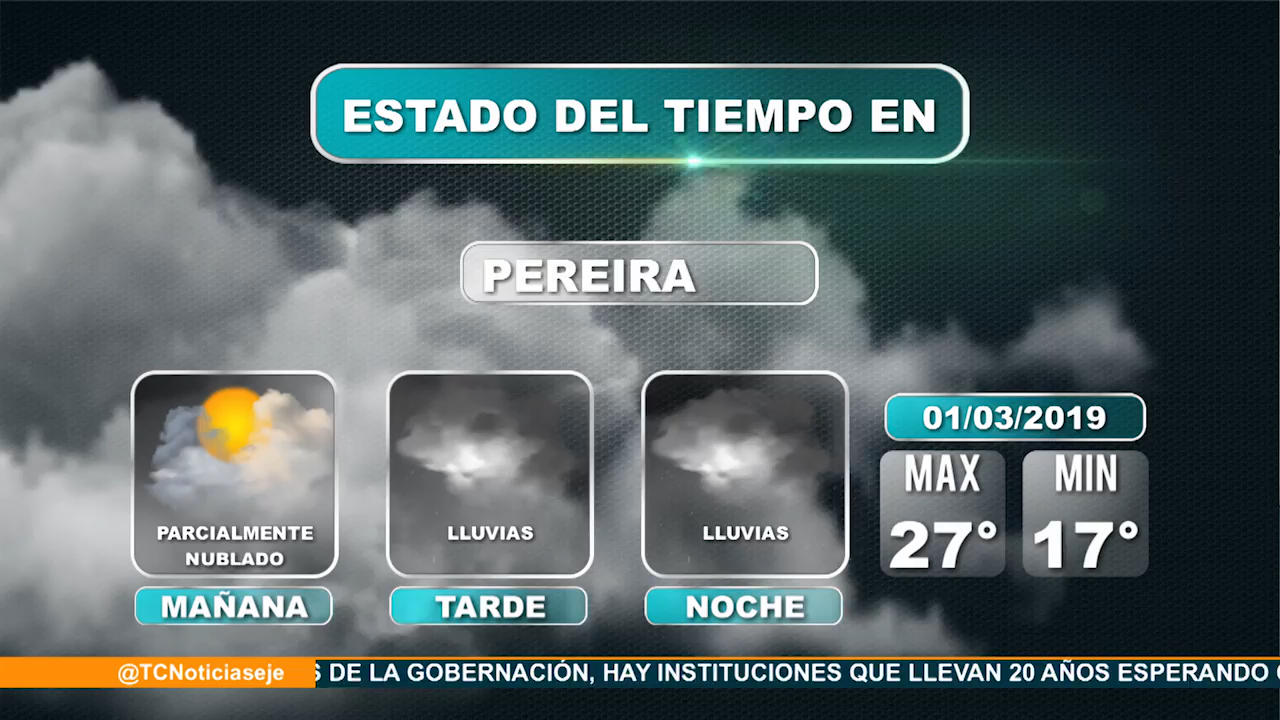 ESTADO DEL TIEMPO EN
PEREIRA
PARCIALMENTE
NUBLADO
MAÑANA
LLUVIAS
TARDE
LLUVIAS
NOCHE
01/03/2019
MAX
27°
MIN
17°
@TCNoticiaseje
DE LA GOBERNACIÓN, HAY INSTITUCIONES QUE LLEVAN 20 AÑOS ESPERANDO